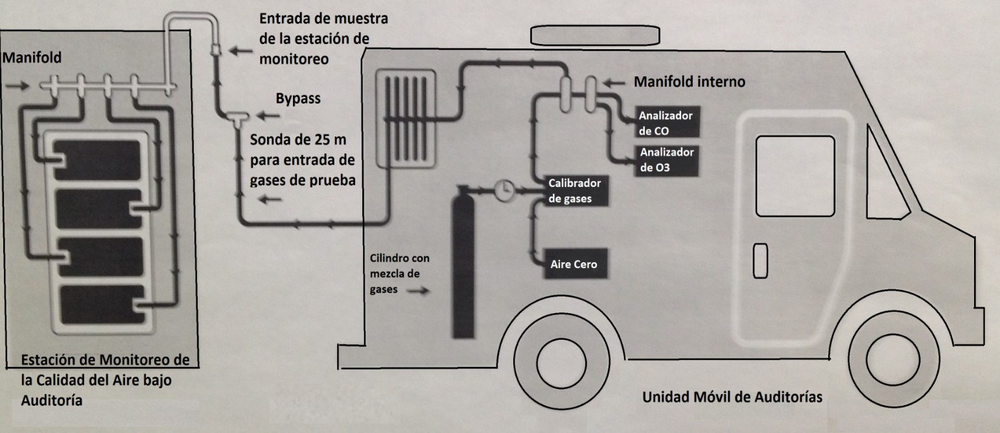 Entrada de muestra
de la estación de
monitoreo
Manifold
Bypass
Sonda de 25 m
para entrada de
gases de prueba
Manifold interno
Analizador
de CO
Analizador
de O3
Calibrador
de gases
Cilindro con
mezcla de
gases
Aire Cero
Estación de Monitoreo de
la Calidad del Aire bajo
Auditoría
Unidad Móvil de Auditorías